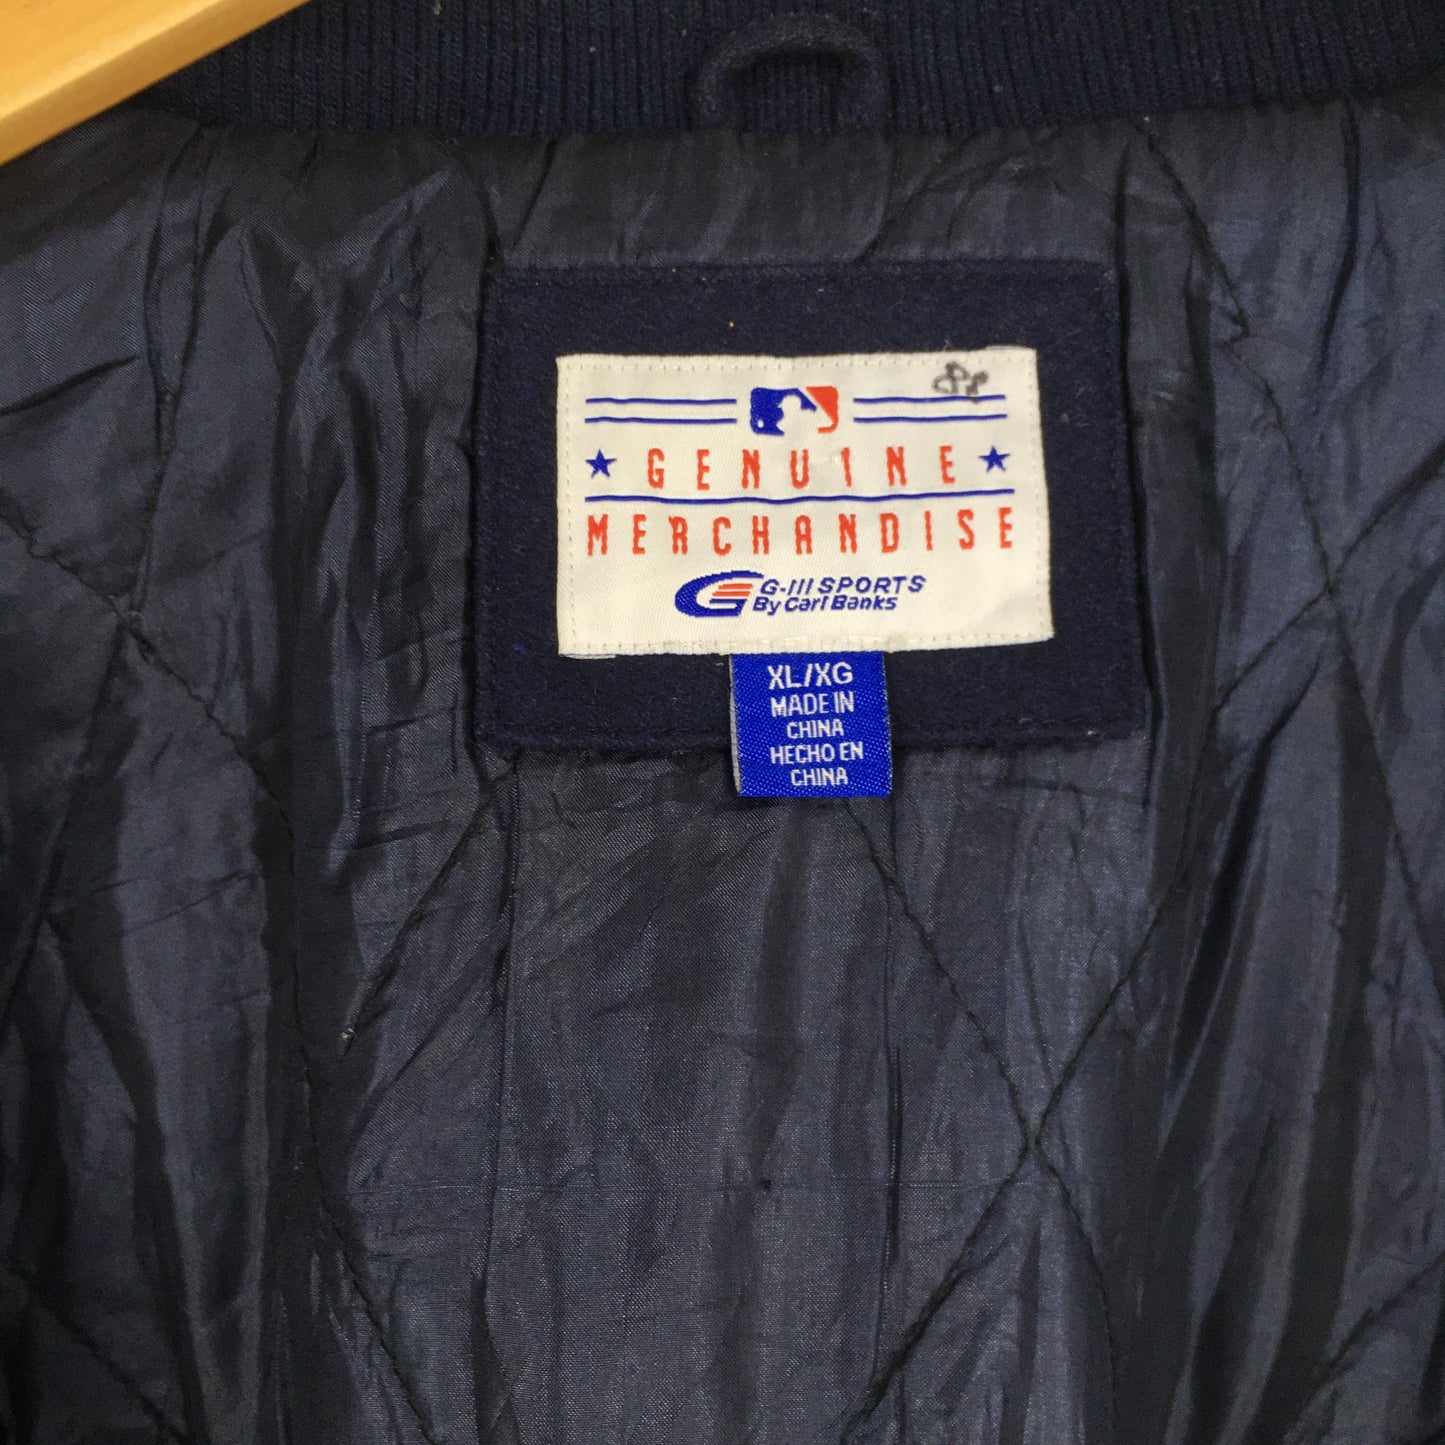 GENUINE
MERCHANDISE
G-III SPORTS
By Carl Banks
XL/XG
MADE IN
CHINA
HECHO EN
CHINA